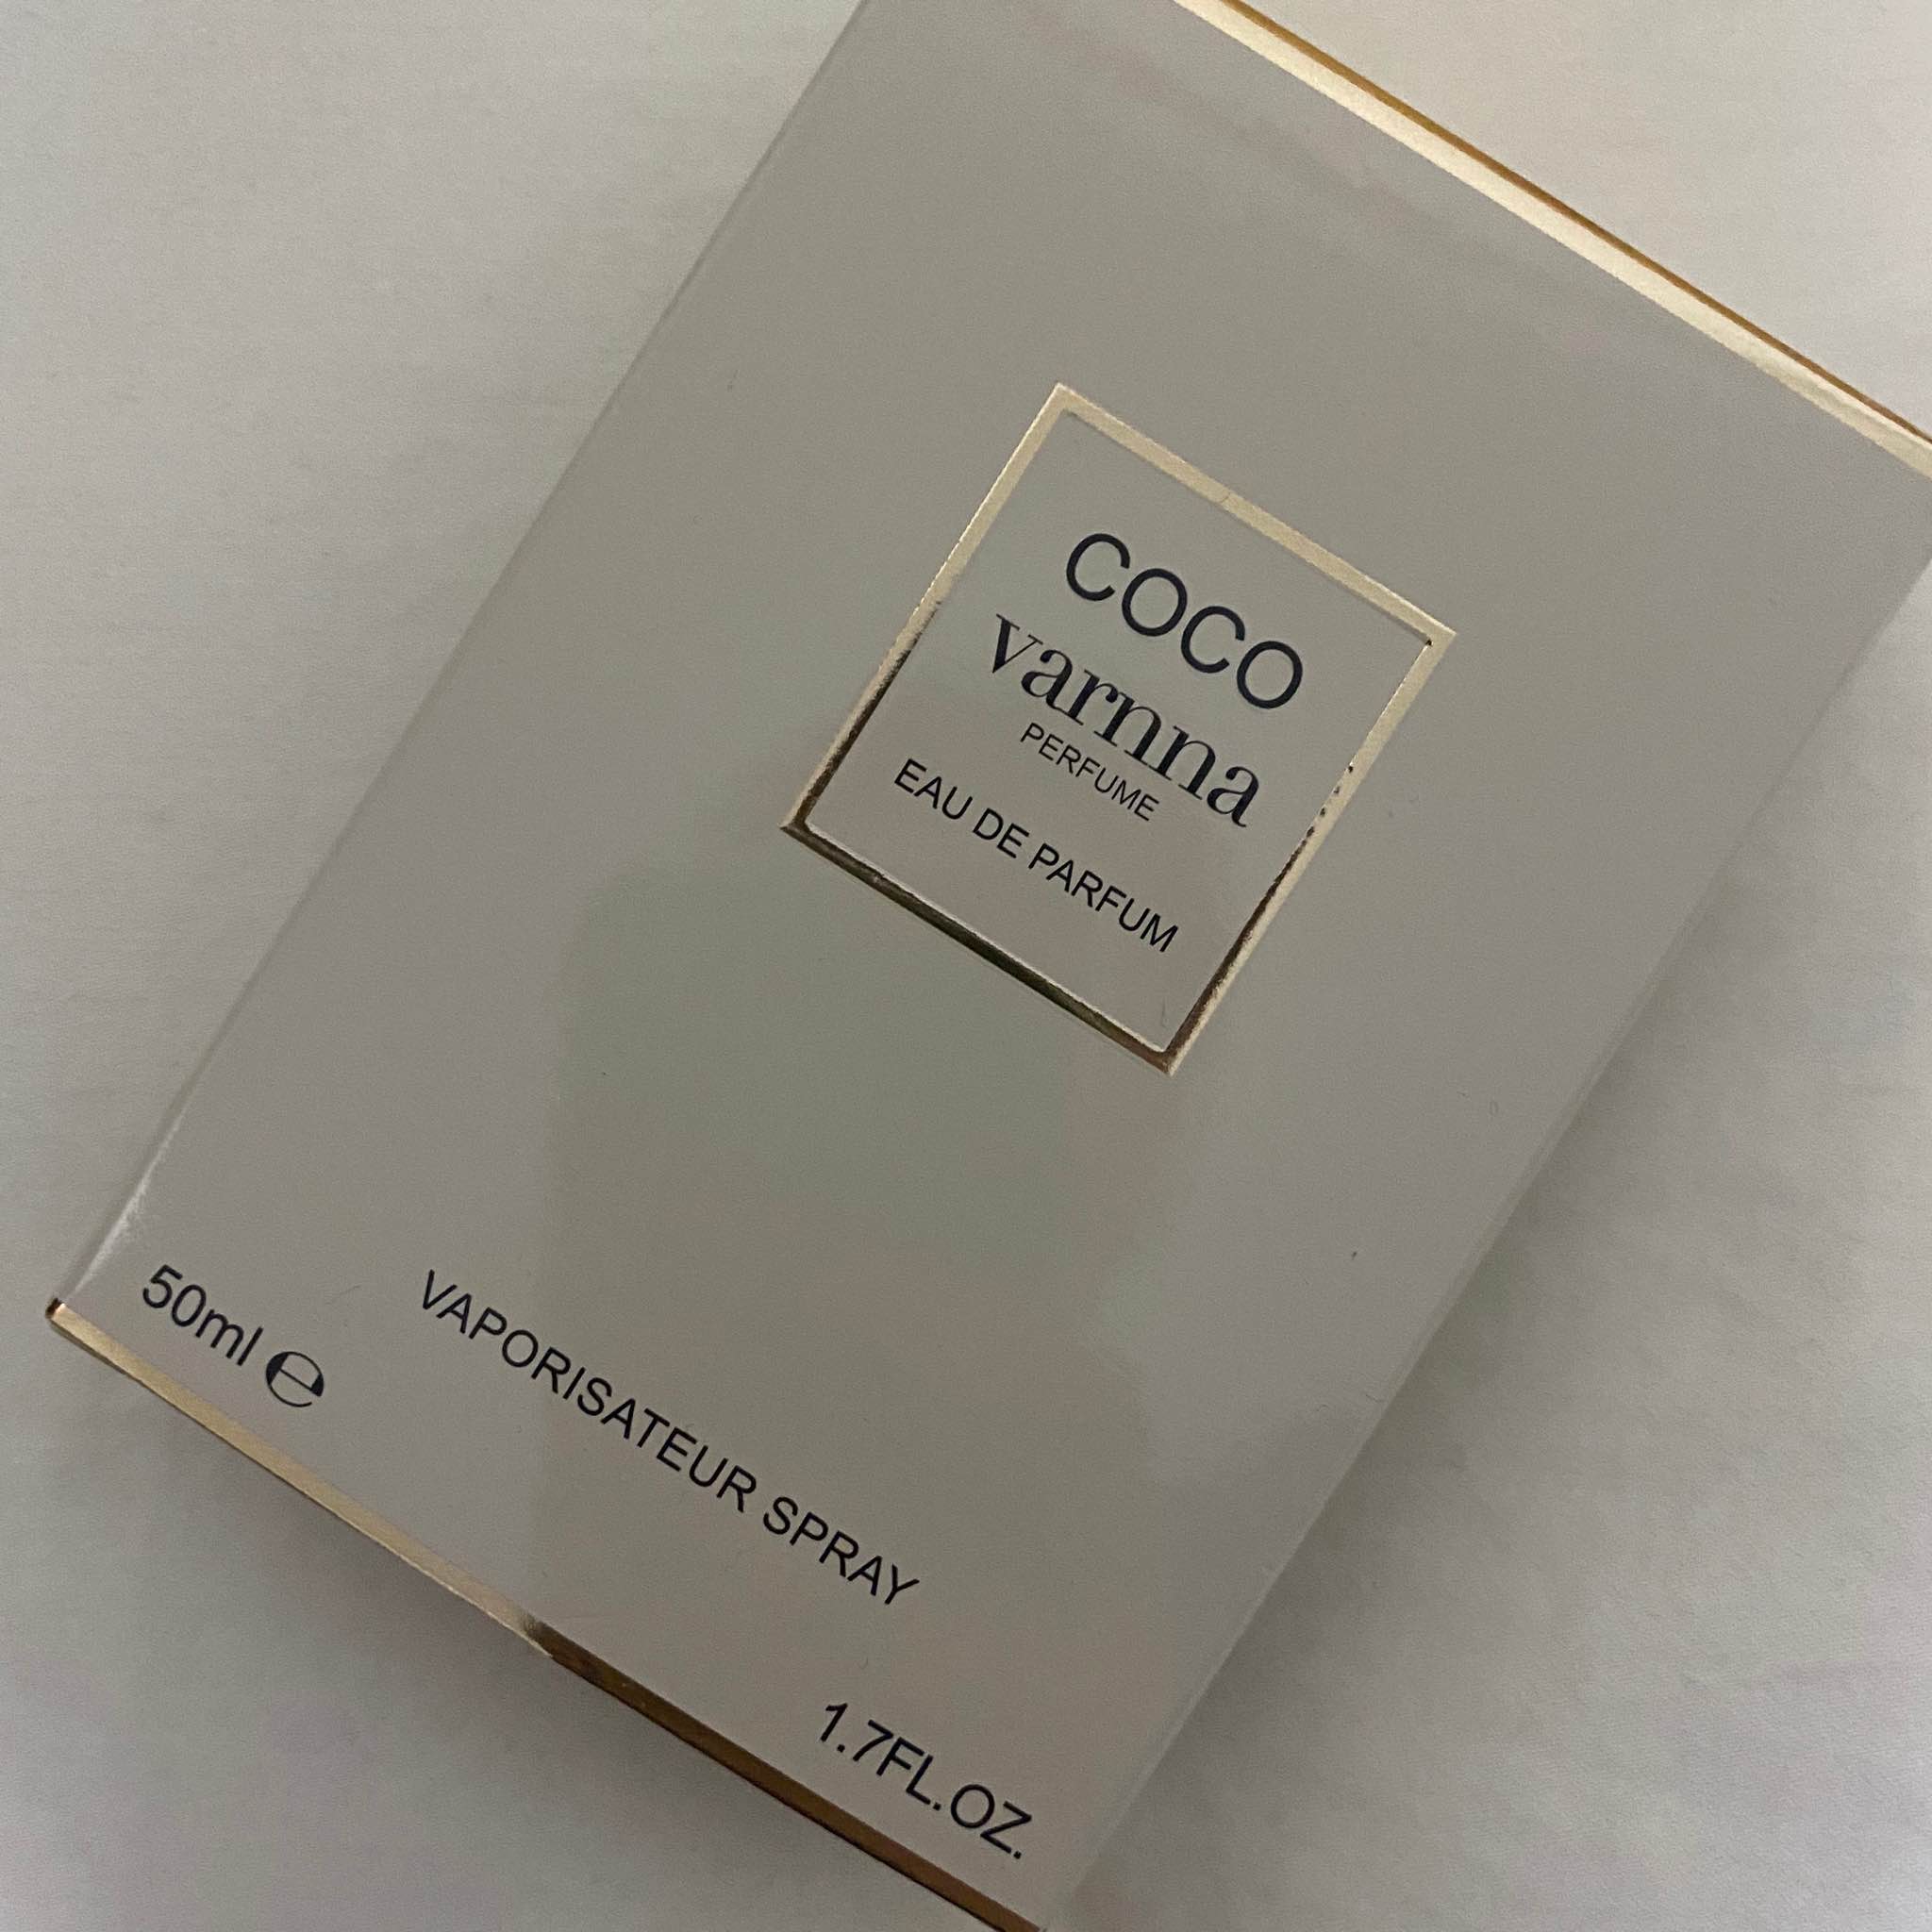 COCO
varnna
PERFUME
EAU DE PARFUM
50ml ℮
VAPORISATEUR SPRAY
1.7FL.OZ.